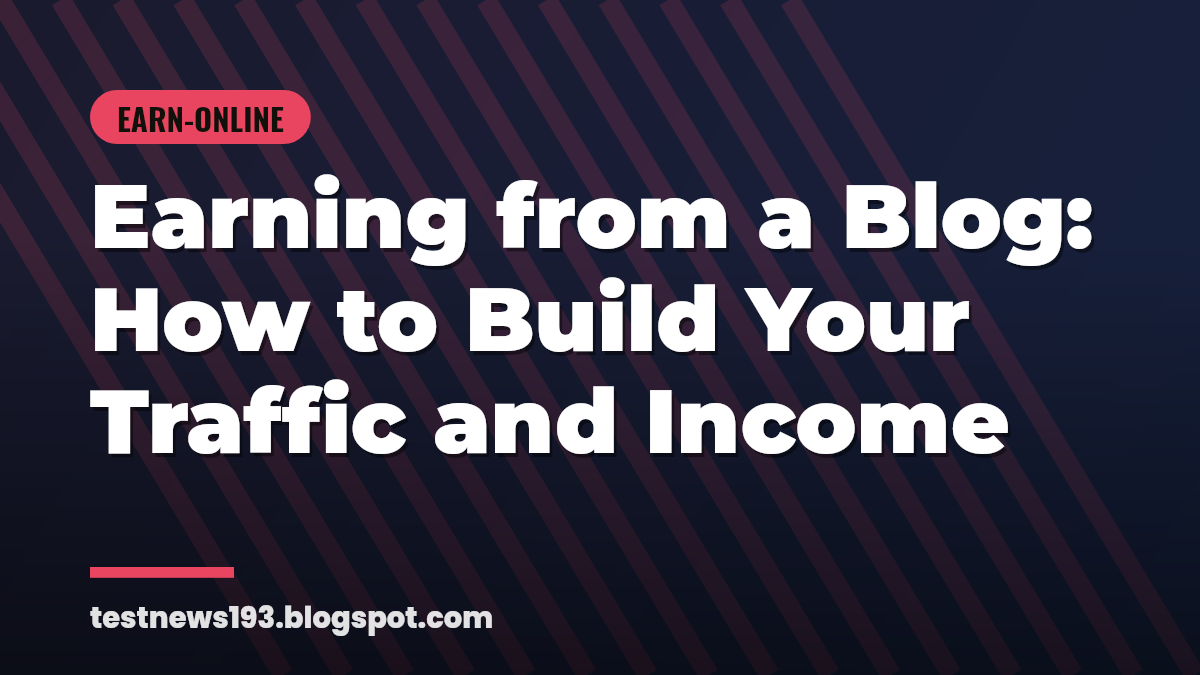 EARN-ONLINE
Earning from a Blog:
How to Build Your
Traffic and Income
testnews193.blogspot.com